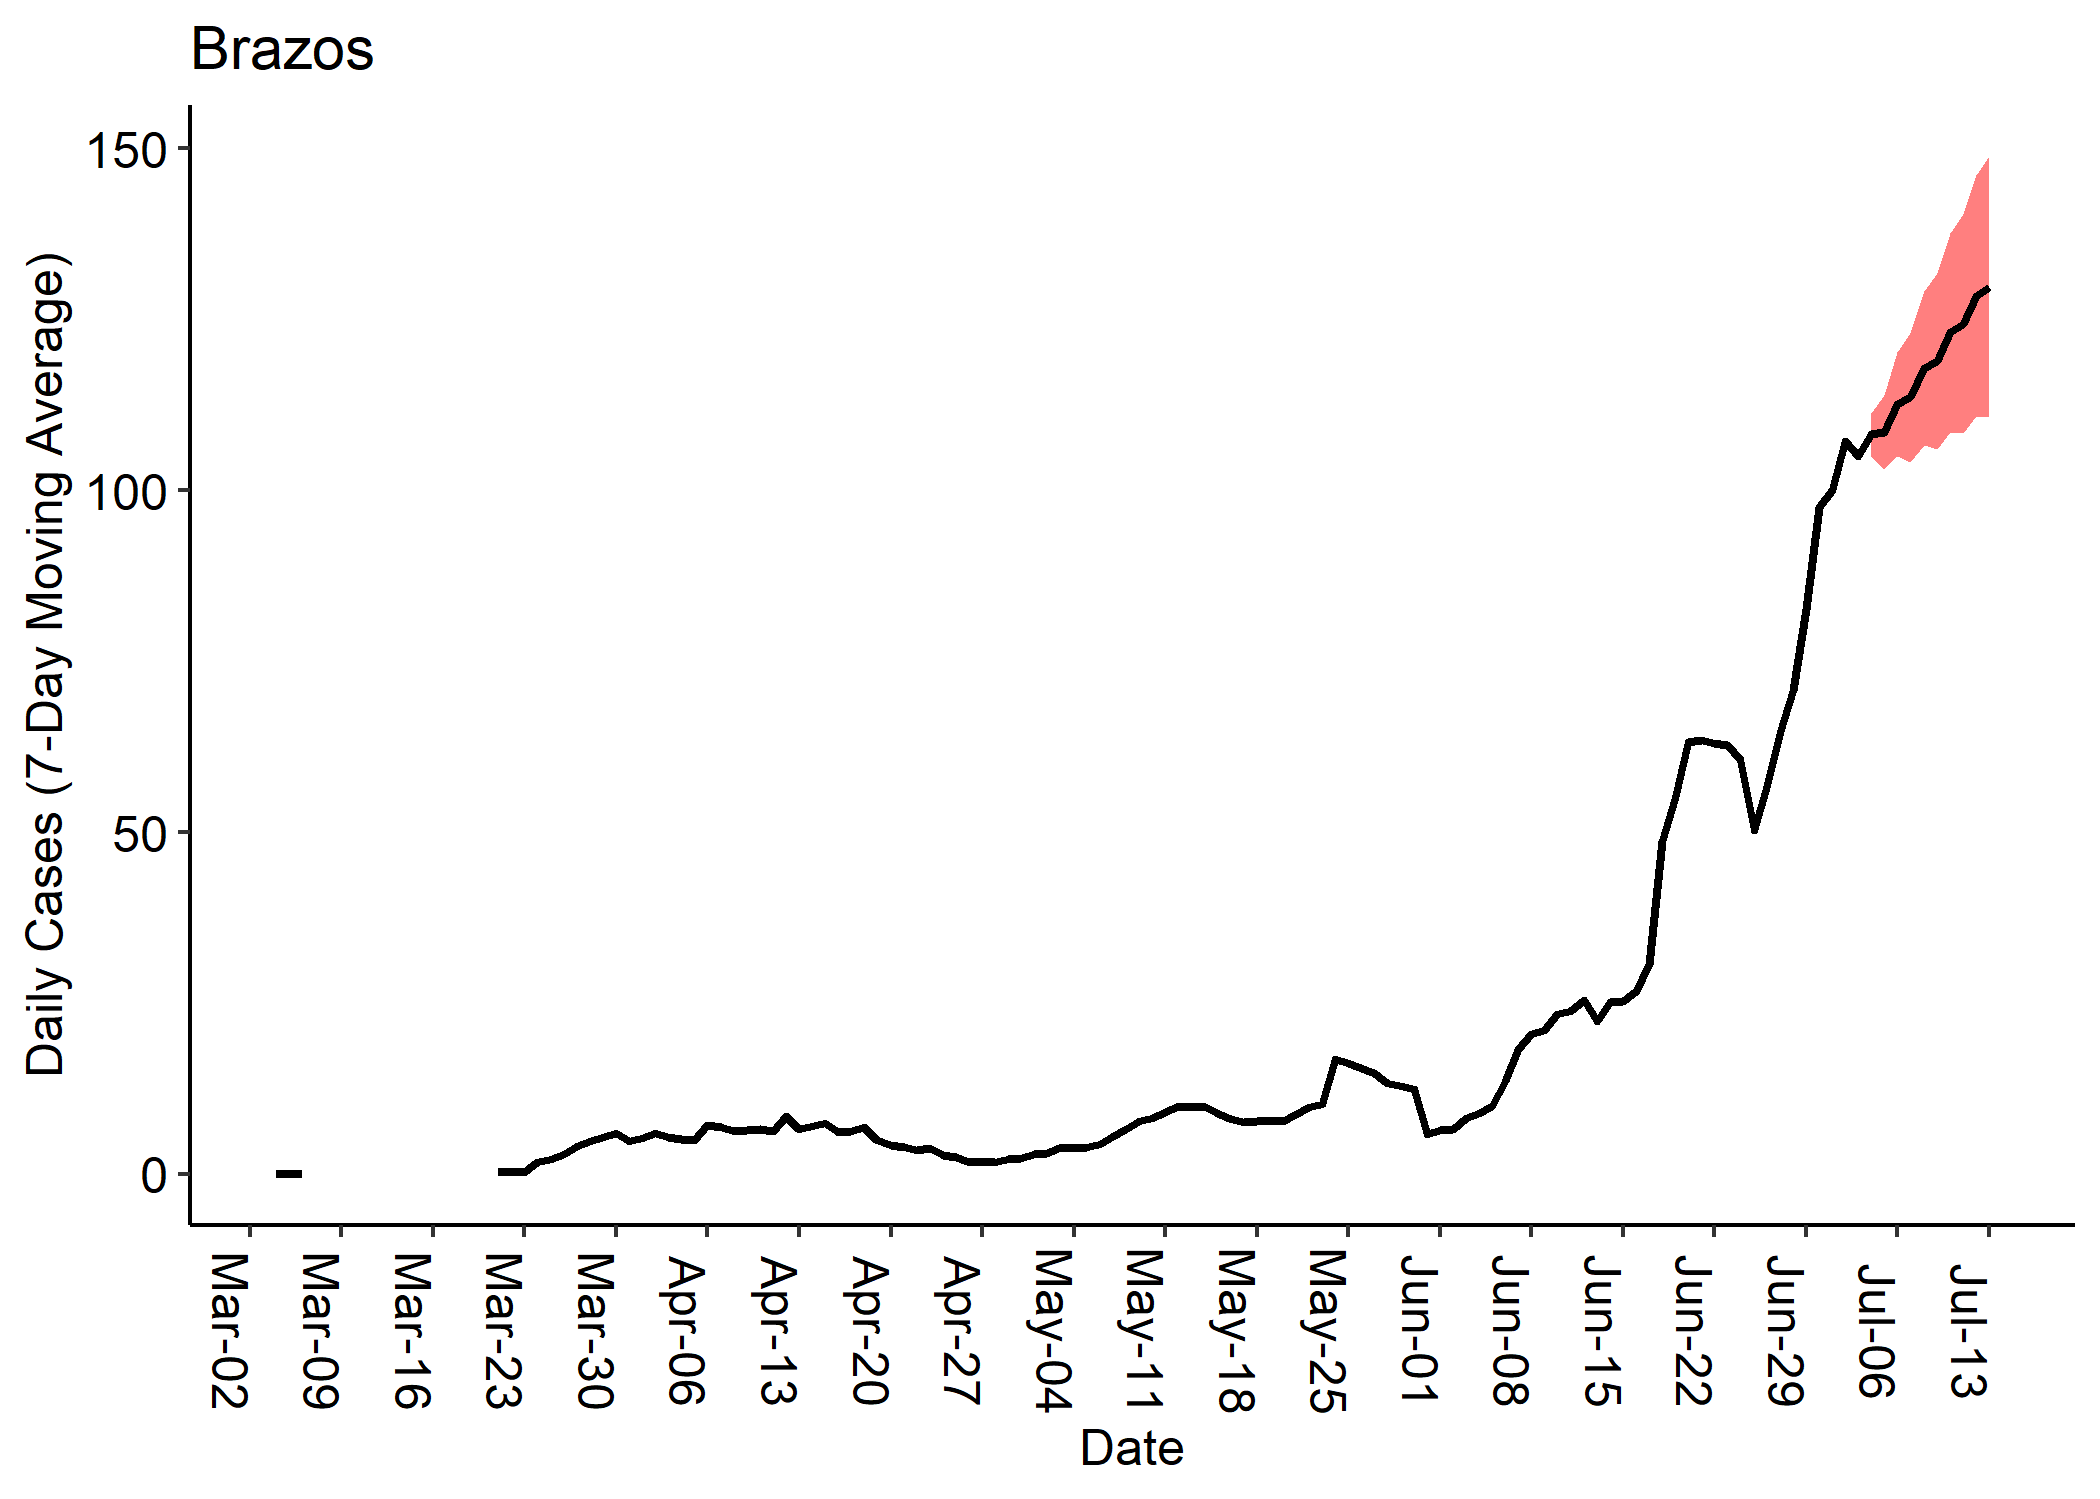 Brazos
Daily Cases (7-Day Moving Average)
150
100
50
0
Mar-02
Mar-09
Mar-16
Mar-23
Mar-30
Apr-06
Apr-13
Apr-20
Apr-27
May-04
May-11
May-18
May-25
Jun-01
Jun-08
Jun-15
Jun-22
Jun-29
Jul-06
Jul-13
Date